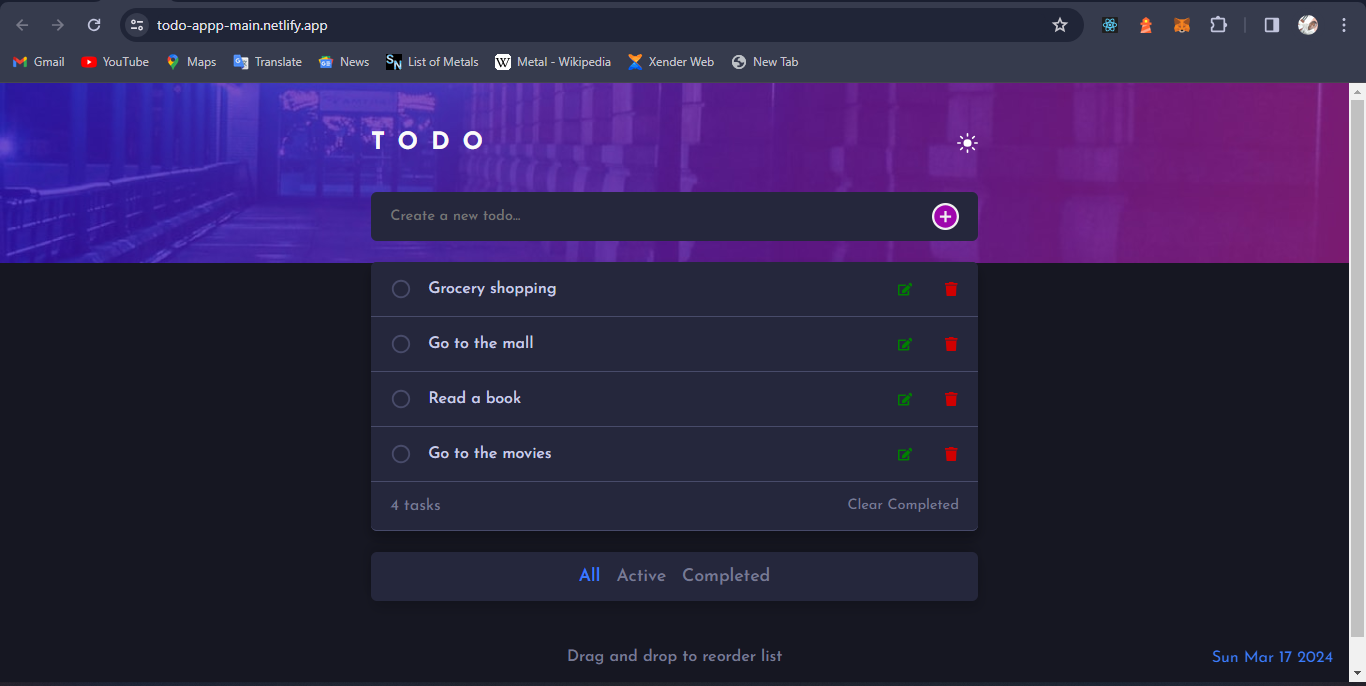 todo-appp-main.netlify.app
Gmail YouTube Maps Translate News List of Metals Metal - Wikipedia Xender Web New Tab
TODO
Create a new todo...
Grocery shopping
Go to the mall
Read a book
Go to the movies
4 tasks Clear Completed
All Active Completed
Drag and drop to reorder list
Sun Mar 17 2024